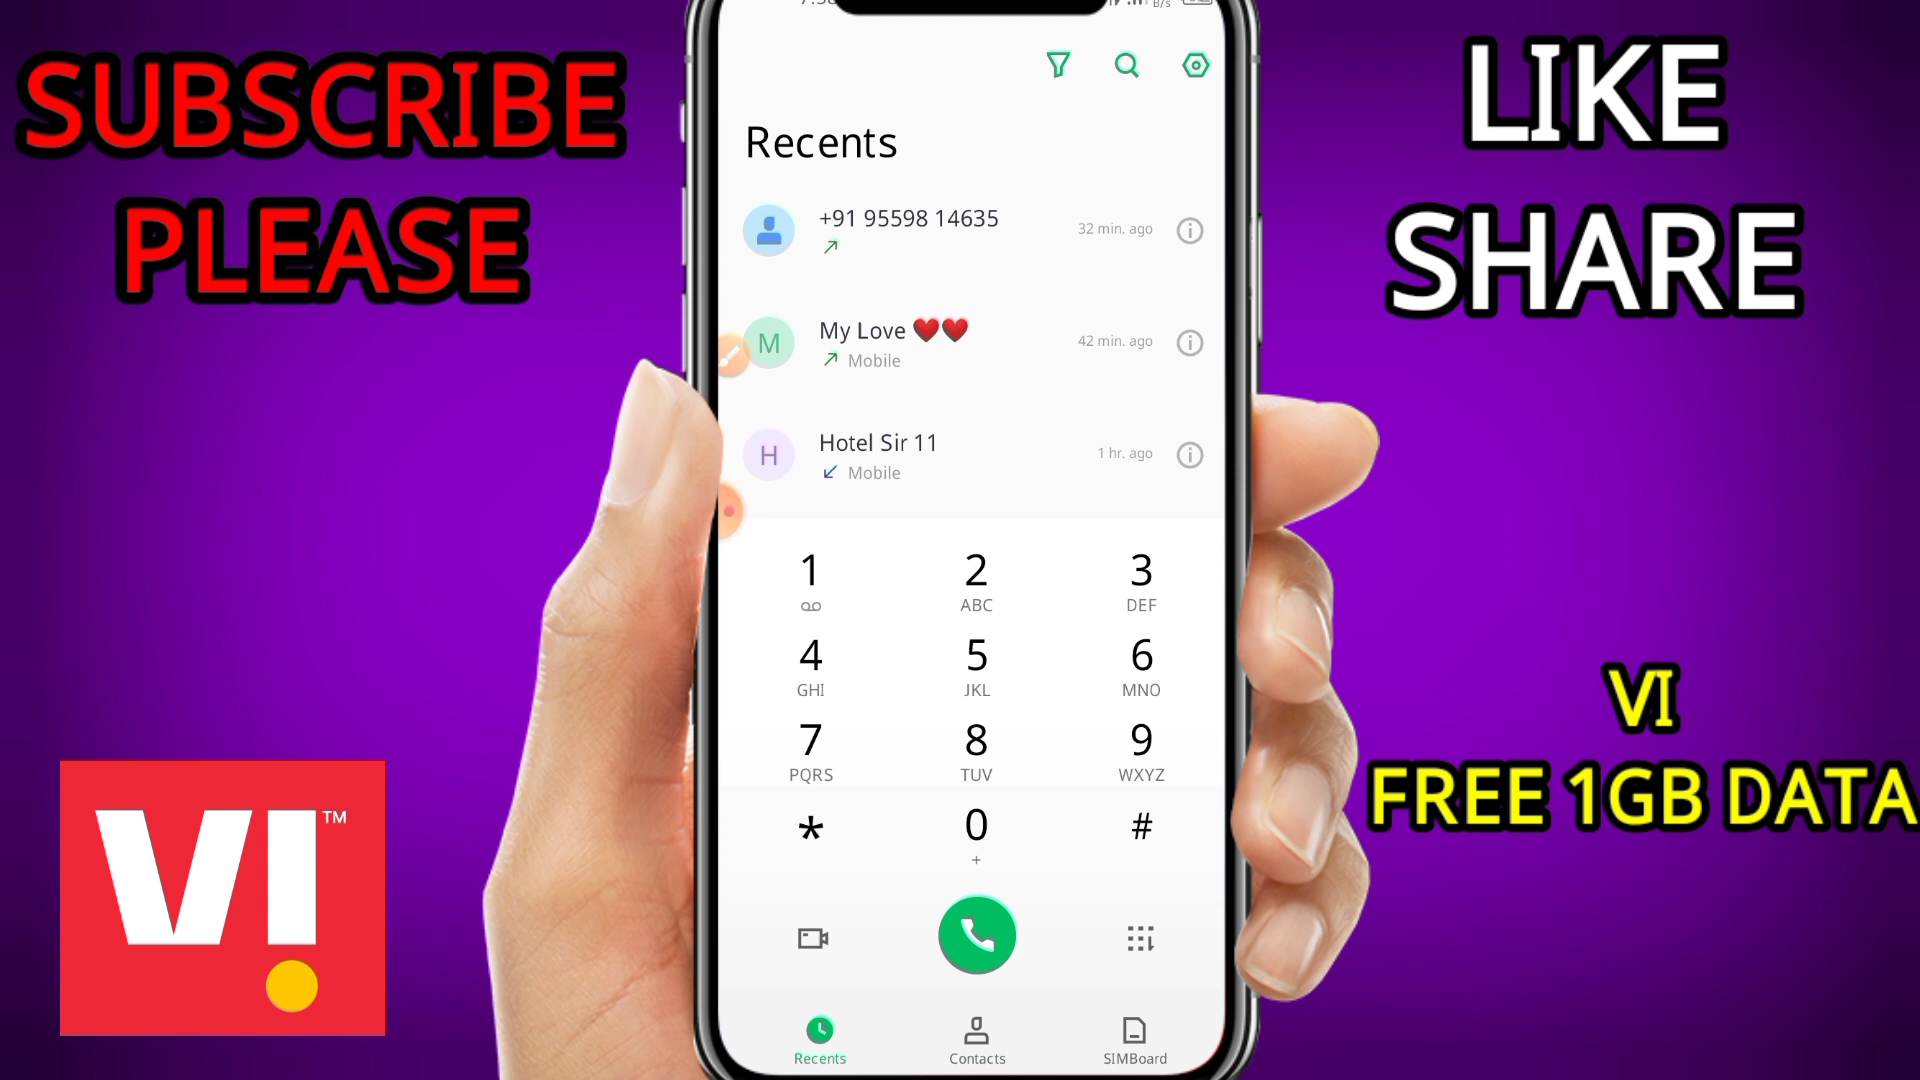 SUBSCRIBE
PLEASE
LIKE
SHARE
B/s
Recents
+91 95598 14635
32 min. ago
My Love ❤️❤️
Mobile
42 min. ago
M
Hotel Sir 11
Mobile
1 hr. ago
H
1
2 ABC
3 DEF
4 GHI
5 JKL
6 MNO
7 PQRS
8 TUV
9 WXYZ
*
0 +
#
Recents
Contacts
SIMBoard
VI™
VI
FREE 1GB DATA